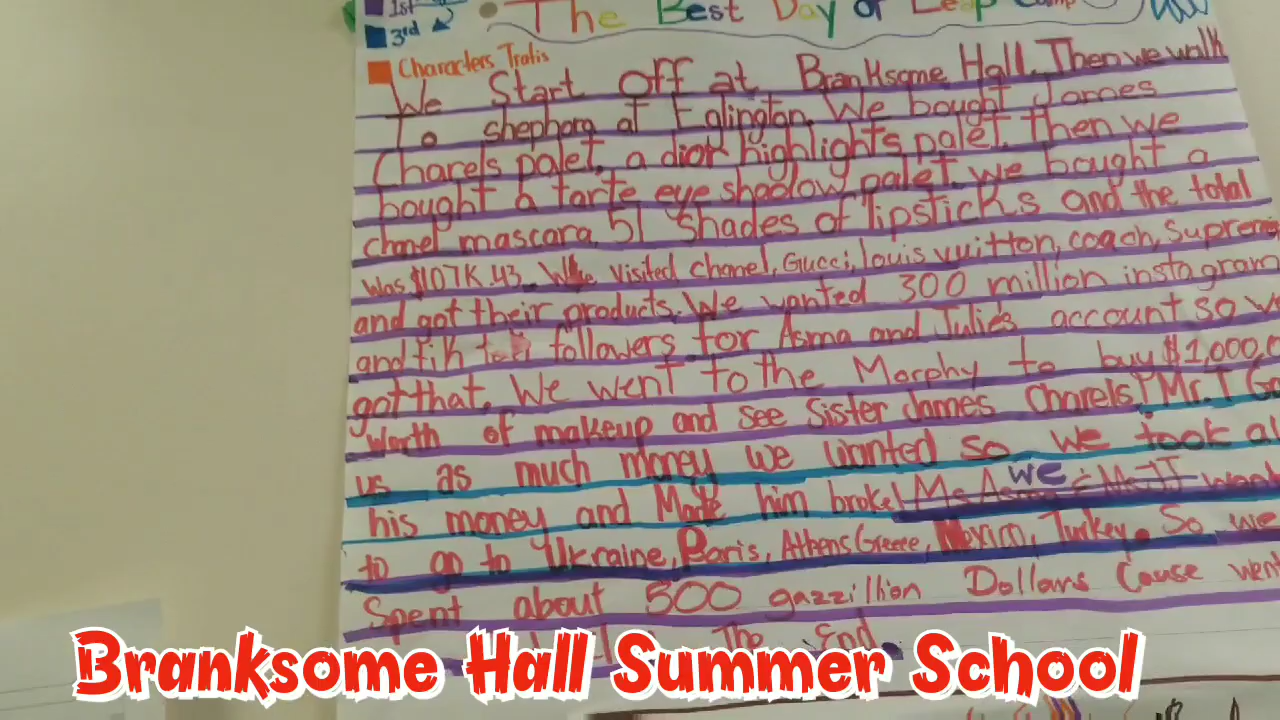 1st
The Best Day of Leap Camp
3rd
Characters Tratis
We Start Off at Branksome Hall. Then we walk
To shephora at Eglington. We bought James
Charels palet, a dior highlights palet. Then we
bought a tarte eye shadow palet. we bought a
chanel mascara, 51 shades of lipsticks and the total
was $107K.43. We visited chanel, Gucci, louis vuitton, coach, Supreme
and got their products. We wanted 300 million instagram
and tik followers for Asma and Julie's account so we
got that. We went to the Morphy to buy $1,000,0
Worth of makeup and see Sister James Charels! Mr. T
us as much money we wanted so we took al
his money and Made him broke! we want
to go to Ukraine, Paris, Athens Greece, Mexico, Turkey. So we
Spent about 500 gazzillion Dollars Cause went
The End.
Branksome Hall Summer School